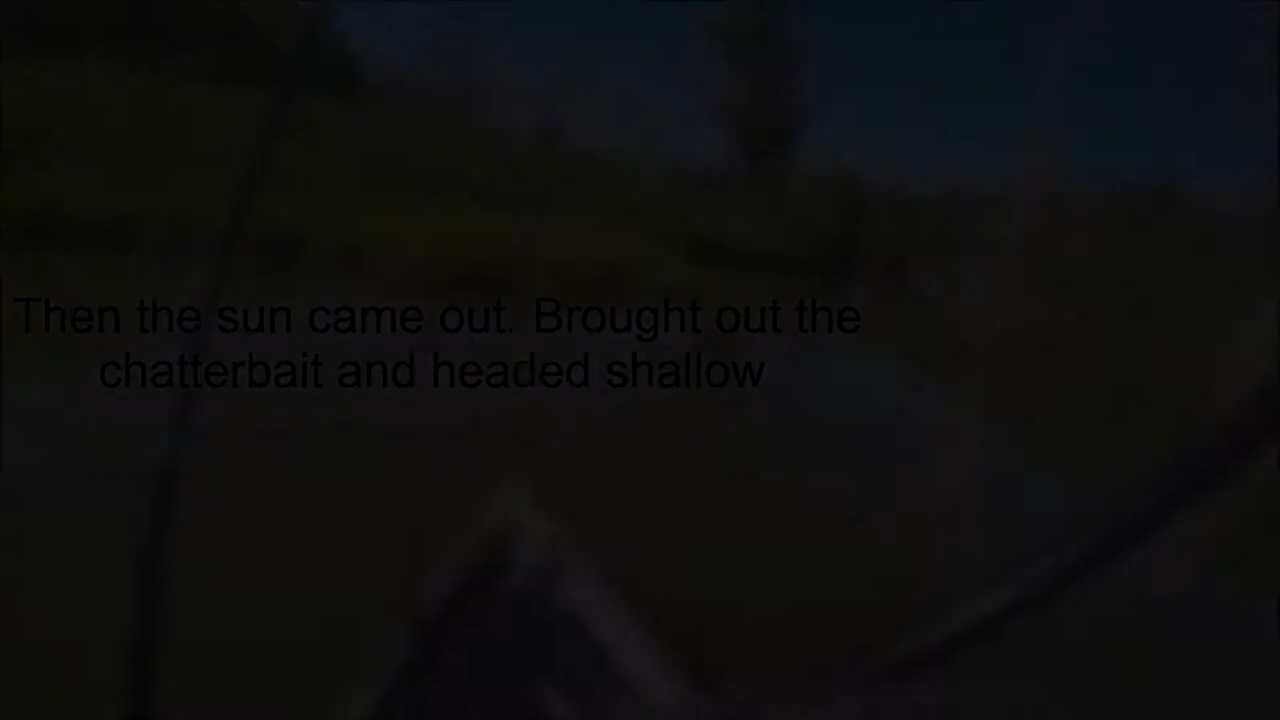 Then the sun came out. Brought out the
chatterbait and headed shallow